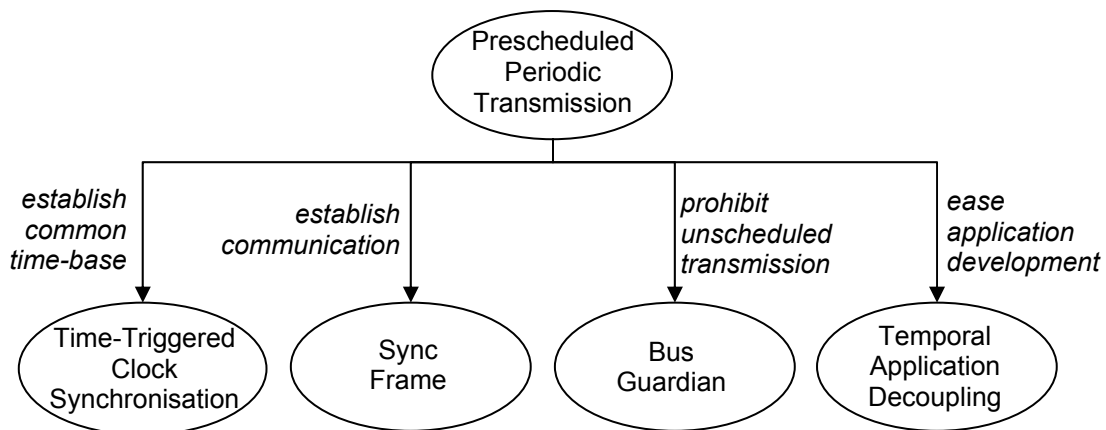 Prescheduled
Periodic
Transmission
establish
common
time-base
establish
communication
prohibit
unscheduled
transmission
ease
application
development
Time-Triggered
Clock
Synchronisation
Sync
Frame
Bus
Guardian
Temporal
Application
Decoupling